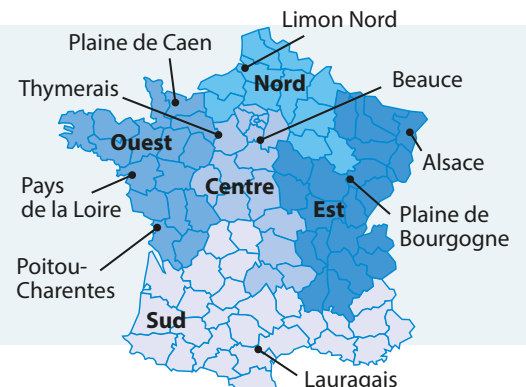 Limon Nord
Plaine de Caen
Nord
Beauce
Thymerais
Ouest
Alsace
Pays
de la Loire
Centre
Est
Plaine de
Bourgogne
Poitou-
Charentes
Sud
Lauragais